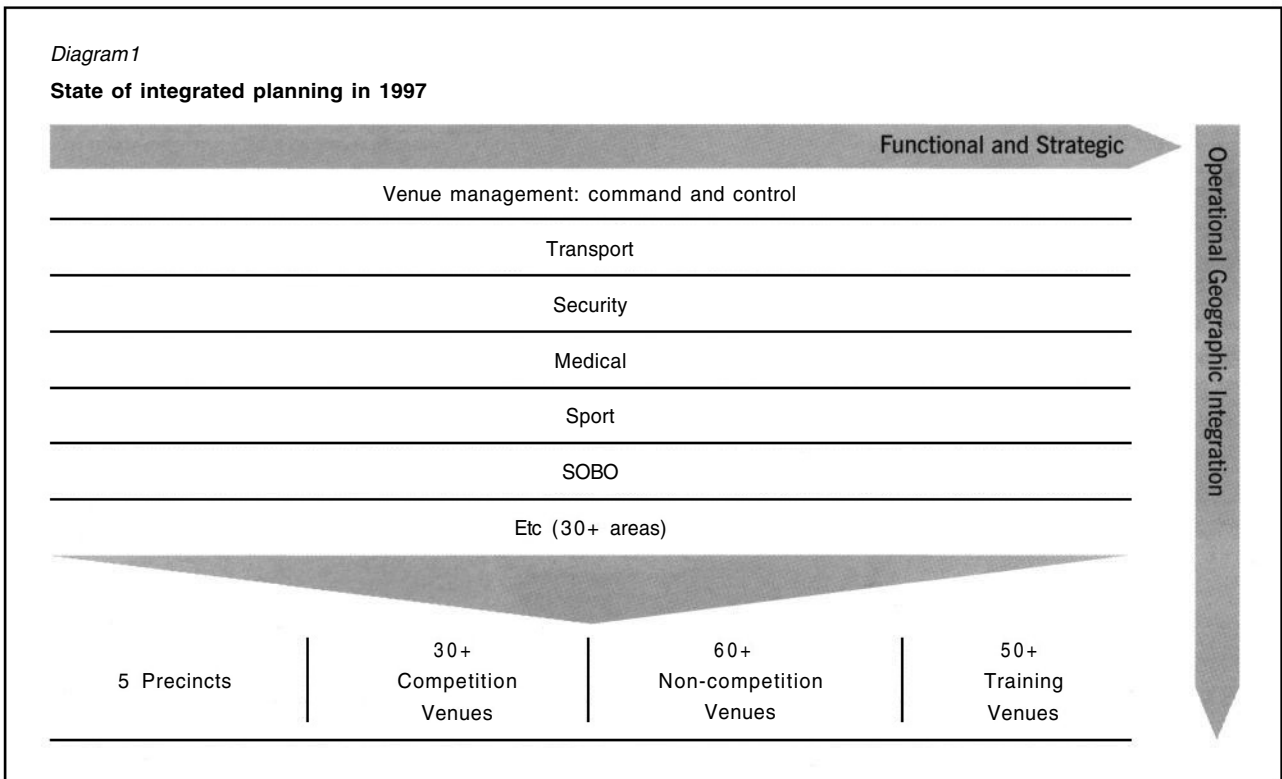 Diagram1
State of integrated planning in 1997
Functional and Strategic
Operational Geographic Integration
Venue management: command and control
Transport
Security
Medical
Sport
SOBO
Etc (30+ areas)
5 Precincts
30+
Competition
Venues
60+
Non-competition
Venues
50+
Training
Venues